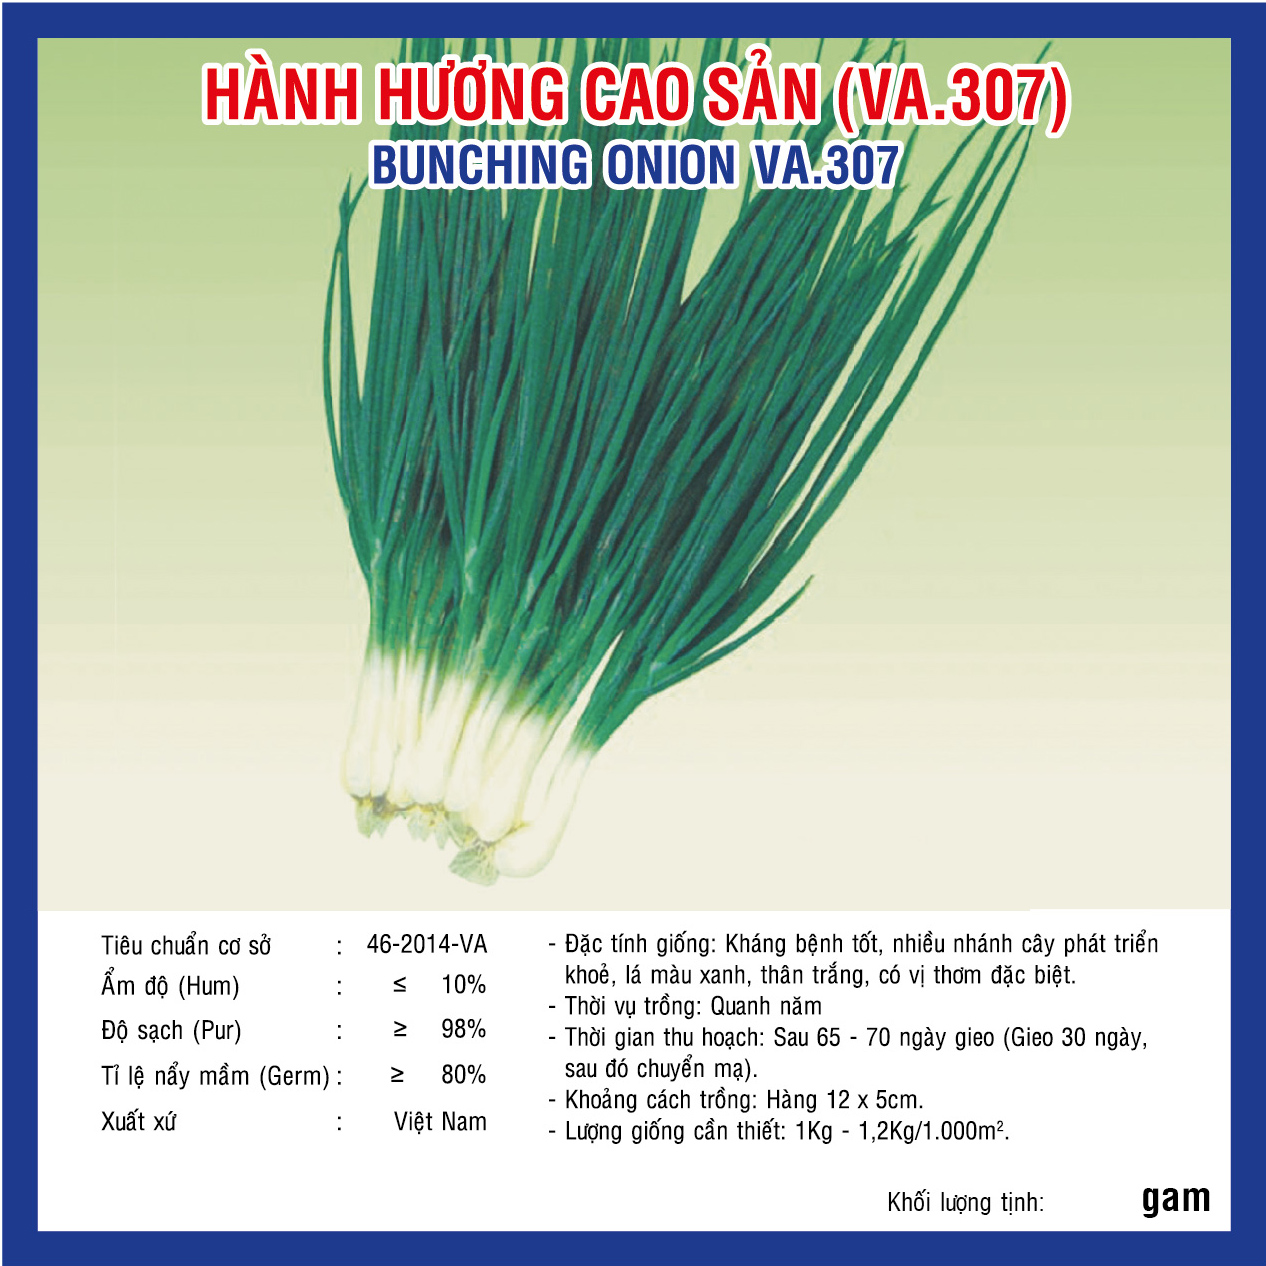 HÀNH HƯƠNG CAO SẢN (VA.307)
BUNCHING ONION VA.307
Tiêu chuẩn cơ sở : 46-2014-VA
Ẩm độ (Hum) : ≤ 10%
Độ sạch (Pur) : ≥ 98%
Tỉ lệ nẩy mầm (Germ) : ≥ 80%
Xuất xứ : Việt Nam
- Đặc tính giống: Kháng bệnh tốt, nhiều nhánh cây phát triển
khoẻ, lá màu xanh, thân trắng, có vị thơm đặc biệt.
- Thời vụ trồng: Quanh năm
- Thời gian thu hoạch: Sau 65 - 70 ngày gieo (Gieo 30 ngày,
sau đó chuyển mạ).
- Khoảng cách trồng: Hàng 12 x 5cm.
- Lượng giống cần thiết: 1Kg - 1,2Kg/1.000m².
Khối lượng tịnh: gam